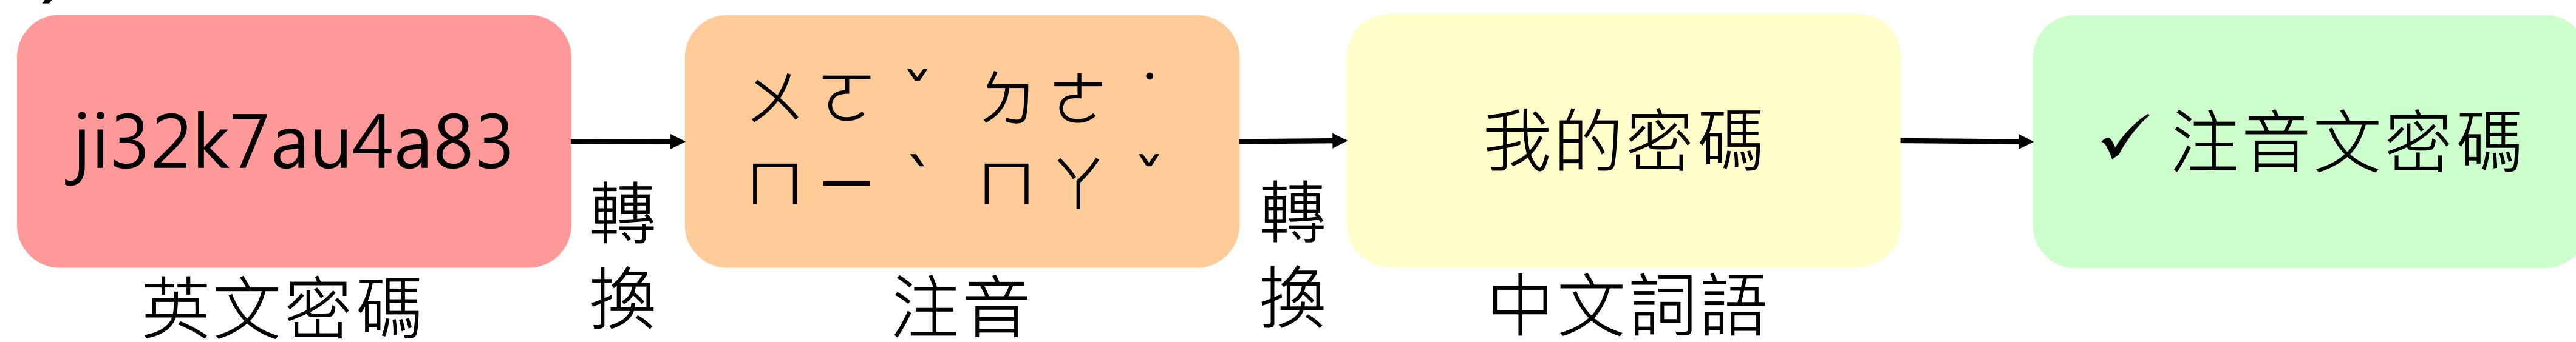 ji32k7au4a83
英文密碼
轉換
ㄨㄛˇ ㄉㄜ˙
ㄇㄧˋ ㄇㄚˇ
注音
轉換
我的密碼
中文詞語
✓ 注音文密碼